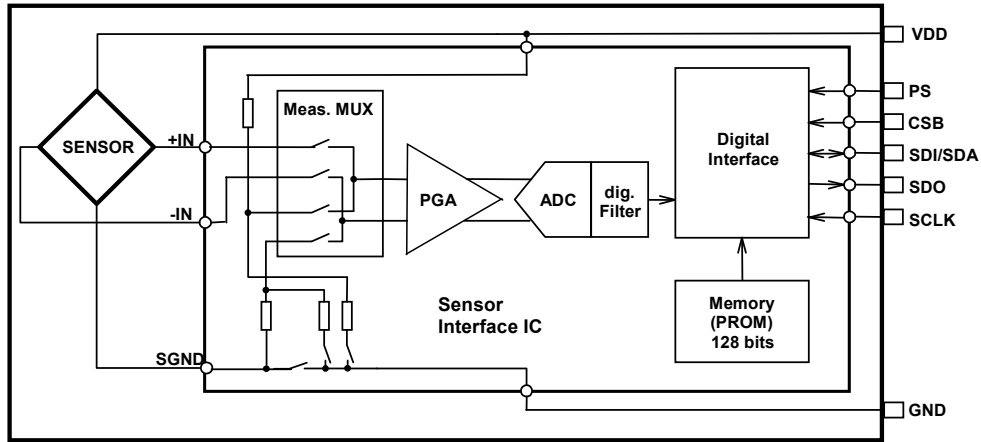 VDD
PS
Meas. MUX
CSB
+IN
SENSOR
Digital
Interface
SDI/SDA
PGA
ADC
dig.
Filter
SDO
-IN
SCLK
Sensor
Interface IC
Memory
(PROM)
128 bits
SGND
GND